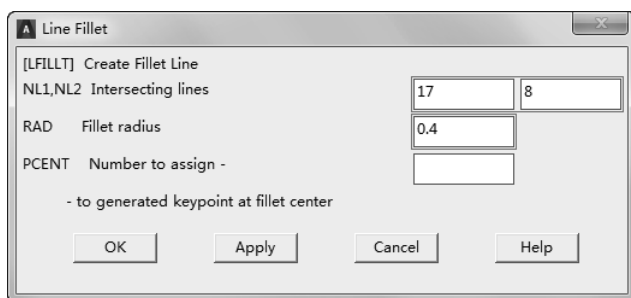 A Line Fillet
[LFILLT] Create Fillet Line
NL1,NL2 Intersecting lines 17 8
RAD Fillet radius 0.4
PCENT Number to assign -
- to generated keypoint at fillet center
OK Apply Cancel Help